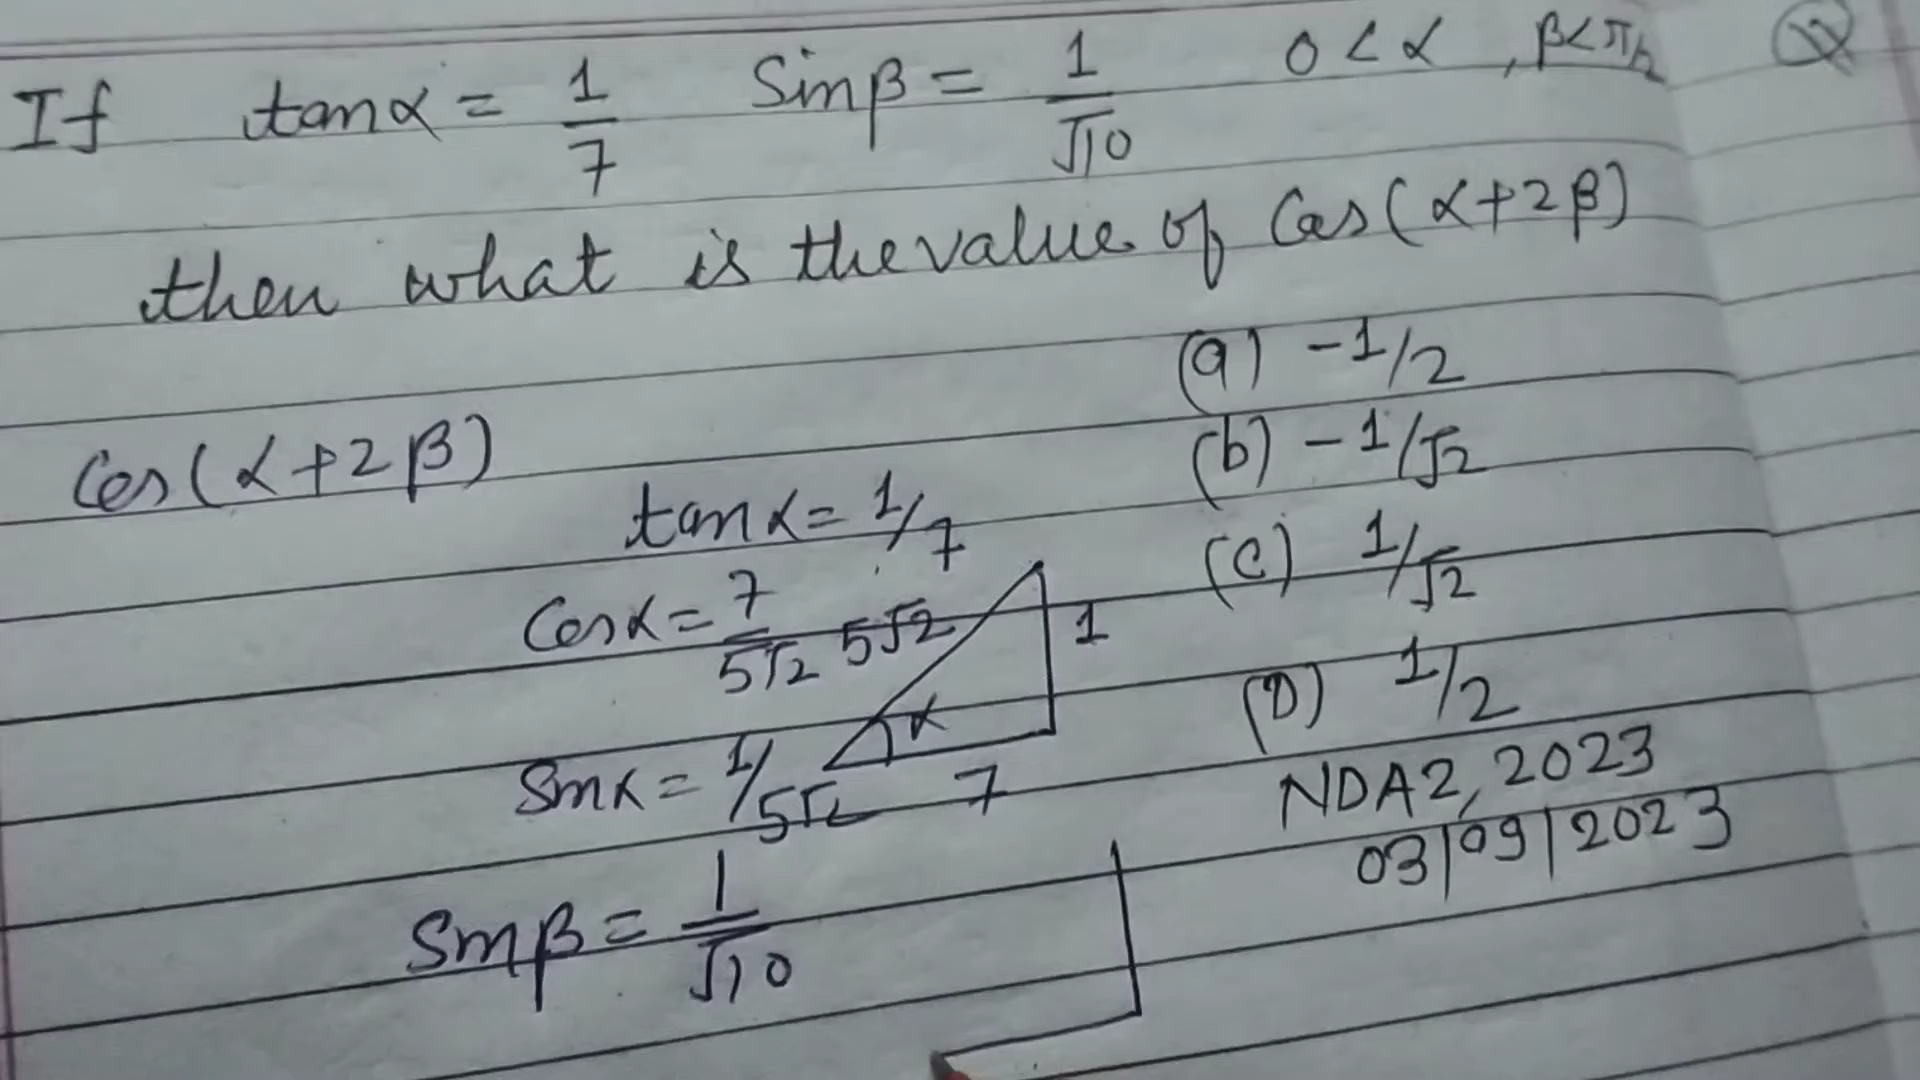 If tanα = 1/7 Sinβ = 1/√10 0 < α , β < π/2
then what is the value of Cos(α+2β)
(a) -1/2
(b) -1/√2
(c) 1/√2
(D) 1/2
NDA2, 2023
03|09|2023
Cos(α+2β)
tanα = 1/7
Cosα = 7/5√2
5√2 1
α
7
Sinα = 1/5√2
Sinβ = 1/√10